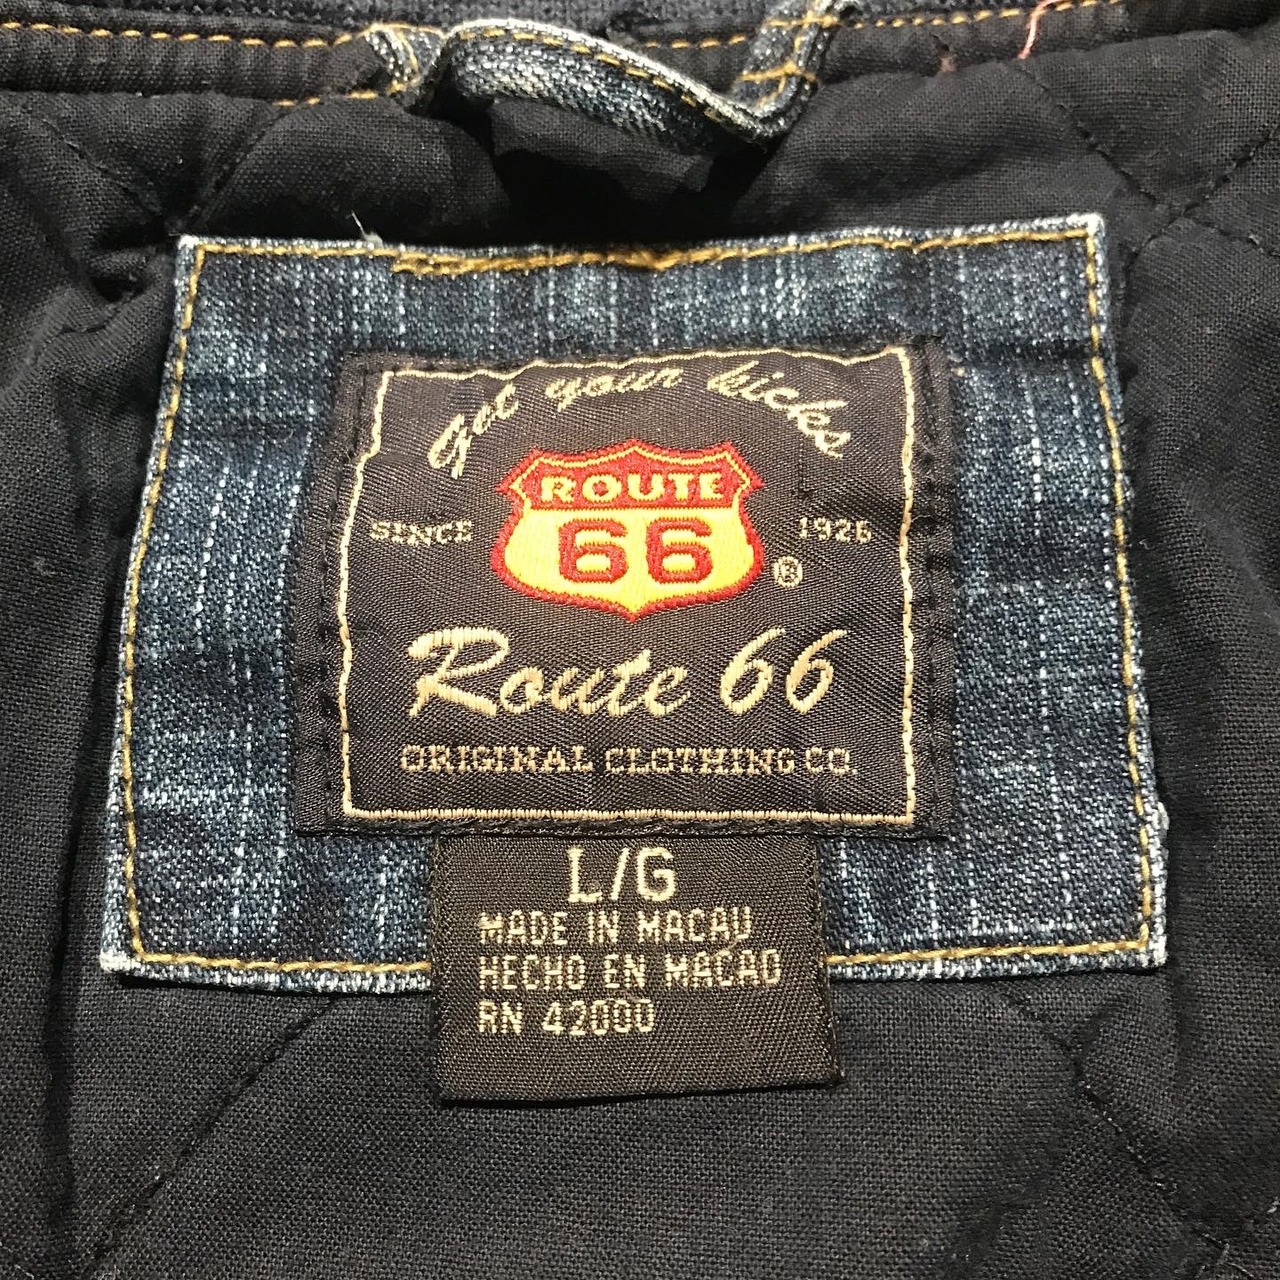 Get your kicks
ROUTE
66
SINCE
1926
®
Route 66
ORIGINAL CLOTHING CO.
L/G
MADE IN MACAU
HECHO EN MACAO
RN 42000